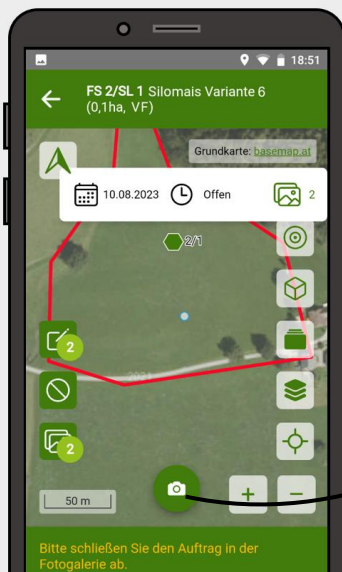 18:51
FS 2/SL 1 Silomais Variante 6
(0,1ha, VF)
Grundkarte: basemap.at
10.08.2023 Offen 2
2/1
2
2
50 m
+ −
Bitte schließen Sie den Auftrag in der
Fotogalerie ab.